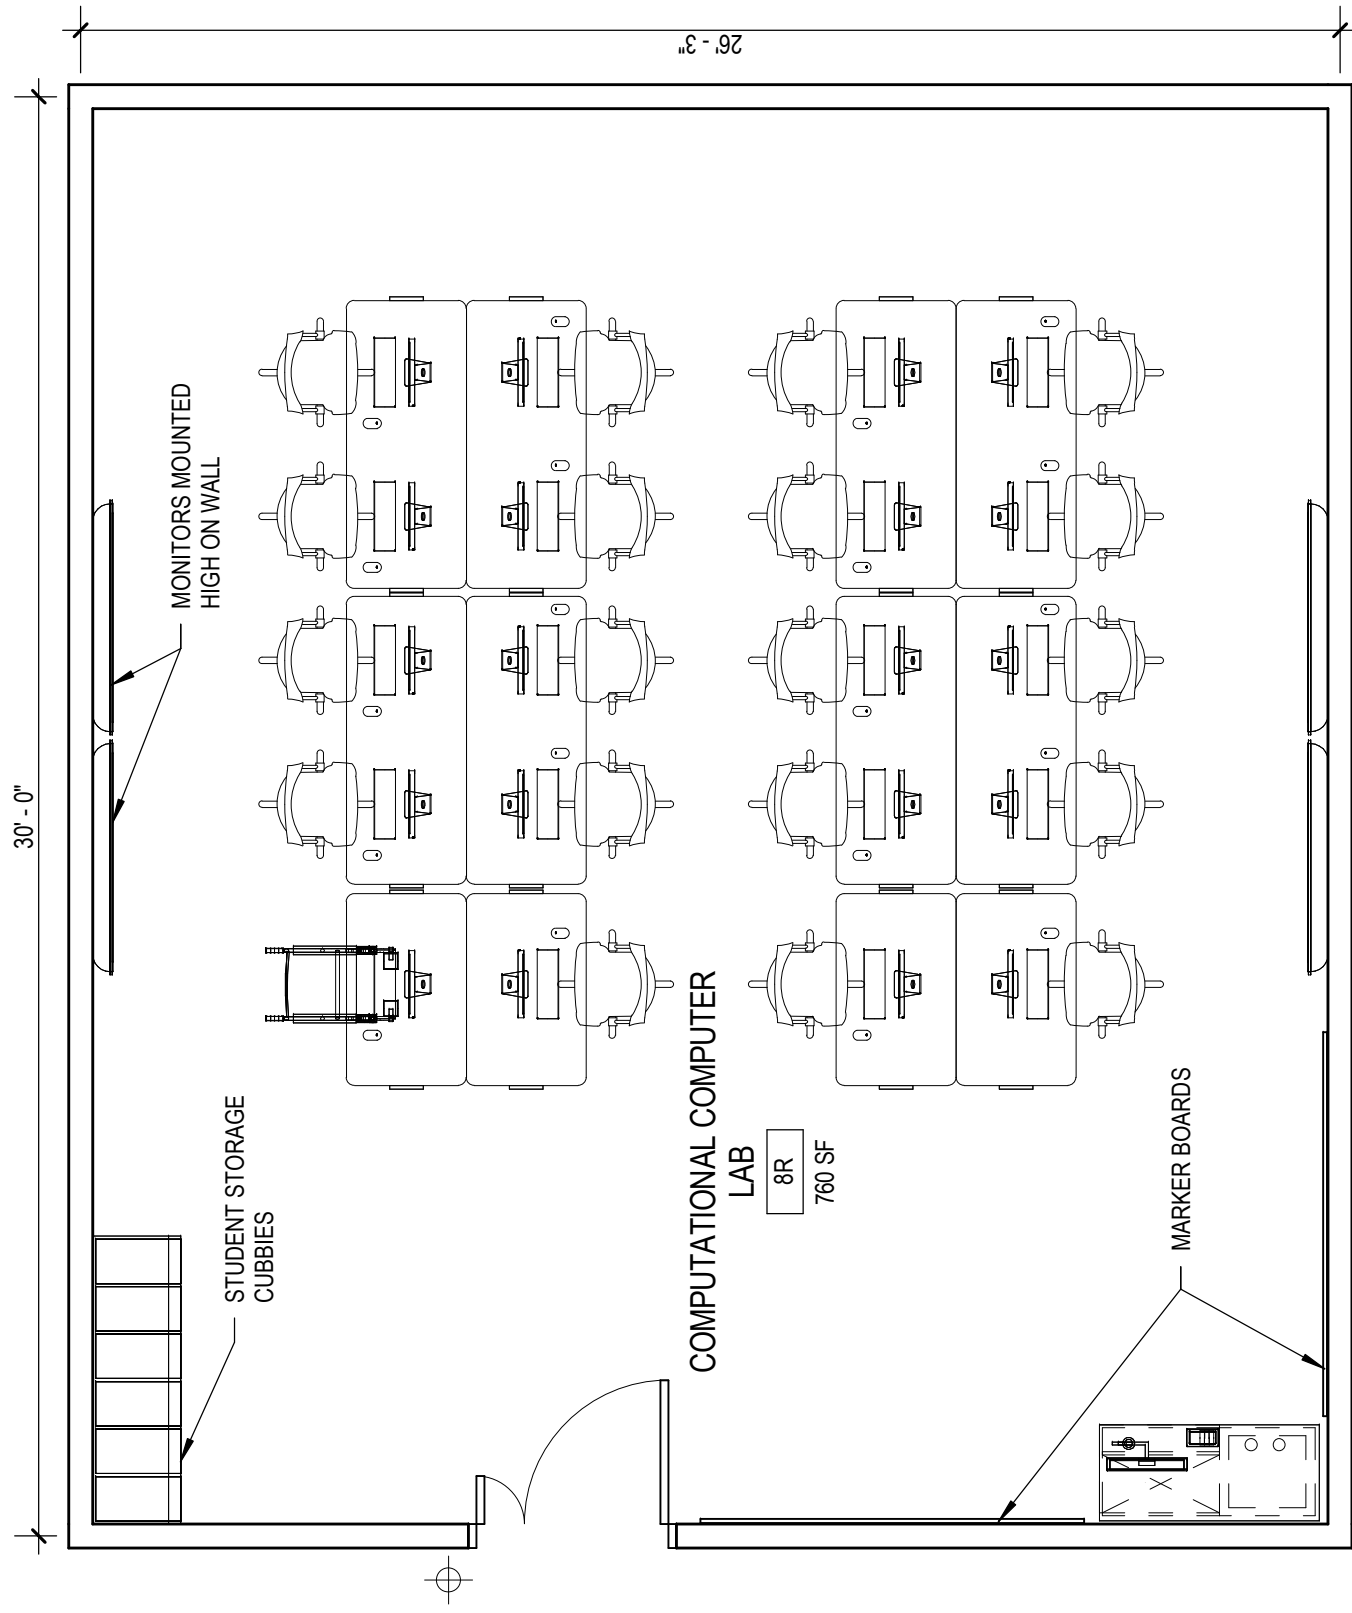 26' - 3"
30' - 0"
MONITORS MOUNTED
HIGH ON WALL
STUDENT STORAGE
CUBBIES
COMPUTATIONAL COMPUTER
LAB
8R
760 SF
MARKER BOARDS